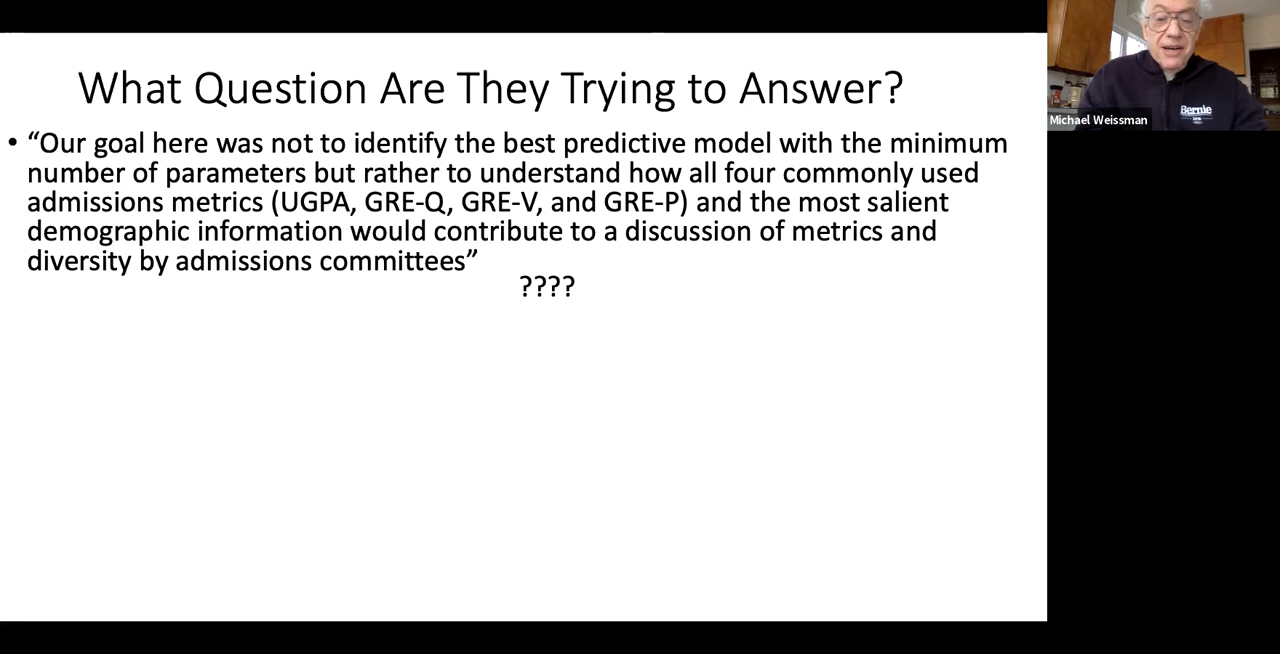 What Question Are They Trying to Answer?
• “Our goal here was not to identify the best predictive model with the minimum
number of parameters but rather to understand how all four commonly used
admissions metrics (UGPA, GRE-Q, GRE-V, and GRE-P) and the most salient
demographic information would contribute to a discussion of metrics and
diversity by admissions committees”
????
Bernie
Michael Weissman